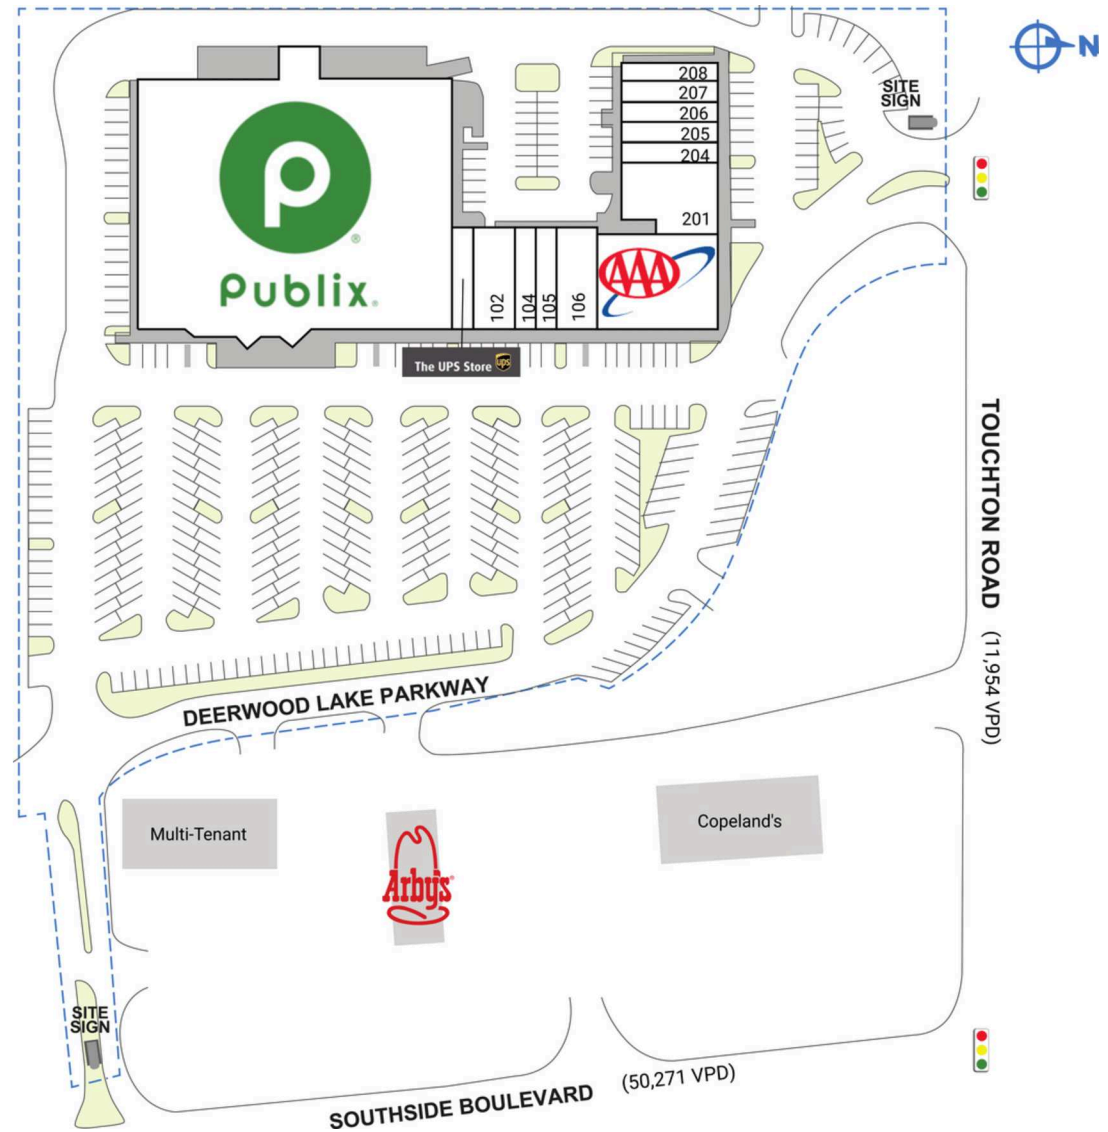 N
SITE
SIGN
208
207
206
205
204
201
p
Publix.
®
AAA
102
104
105
106
The UPS Store ups
TOUCHTON ROAD (11,954 VPD)
DEERWOOD LAKE PARKWAY
Multi-Tenant
Arby's®
Copeland's
SITE
SIGN
SOUTHSIDE BOULEVARD (50,271 VPD)